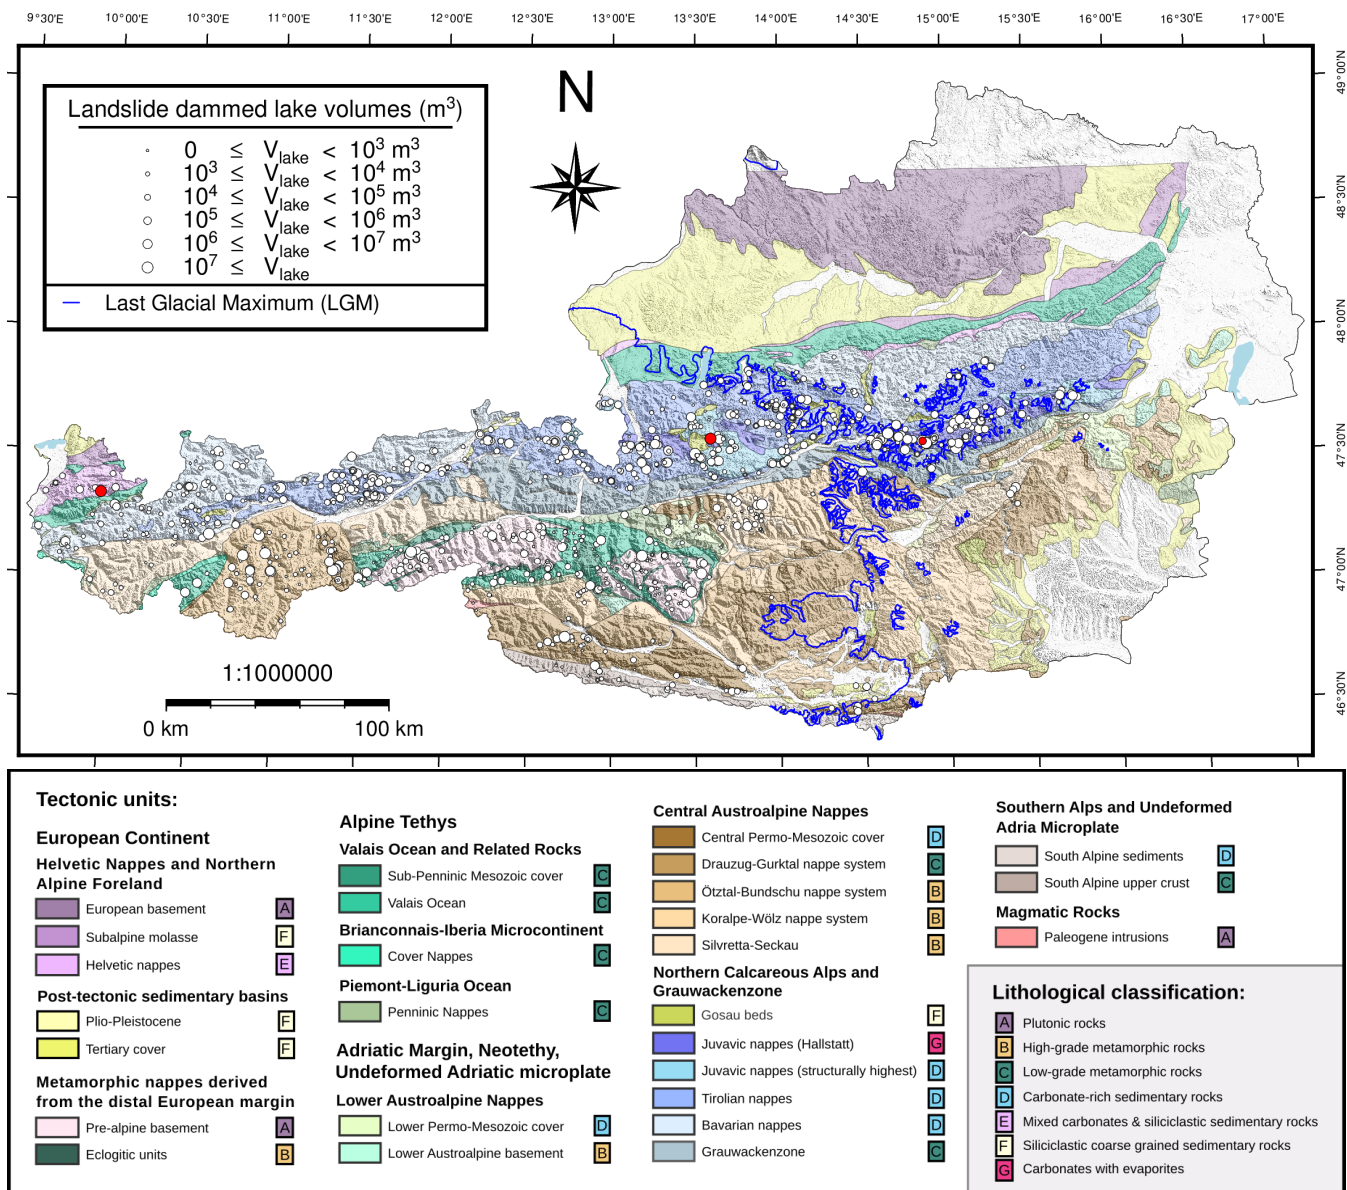 9°30'E 10°00'E 10°30'E 11°00'E 11°30'E 12°00'E 12°30'E 13°00'E 13°30'E 14°00'E 14°30'E 15°00'E 15°30'E 16°00'E 16°30'E 17°00'E
49°00'N
48°30'N
48°00'N
47°30'N
47°00'N
46°30'N
N
Landslide dammed lake volumes (m³)
0 ≤ Vlake < 10³ m³
10³ ≤ Vlake < 10⁴ m³
10⁴ ≤ Vlake < 10⁵ m³
10⁵ ≤ Vlake < 10⁶ m³
10⁶ ≤ Vlake < 10⁷ m³
10⁷ ≤ Vlake
Last Glacial Maximum (LGM)
1:1000000
0 km 100 km
Tectonic units:
European Continent
Helvetic Nappes and Northern
Alpine Foreland
European basement A
Subalpine molasse F
Helvetic nappes E
Post-tectonic sedimentary basins
Plio-Pleistocene F
Tertiary cover F
Metamorphic nappes derived
from the distal European margin
Pre-alpine basement A
Eclogitic units B
Alpine Tethys
Valais Ocean and Related Rocks
Sub-Penninic Mesozoic cover C
Valais Ocean C
Brianconnais-Iberia Microcontinent
Cover Nappes C
Piemont-Liguria Ocean
Penninic Nappes C
Adriatic Margin, Neotethy,
Undeformed Adriatic microplate
Lower Austroalpine Nappes
Lower Permo-Mesozoic cover D
Lower Austroalpine basement B
Central Austroalpine Nappes
Central Permo-Mesozoic cover D
Drauzug-Gurktal nappe system C
Ötztal-Bundschu nappe system B
Koralpe-Wölz nappe system B
Silvretta-Seckau B
Northern Calcareous Alps and
Grauwackenzone
Gosau beds F
Juvavic nappes (Hallstatt) G
Juvavic nappes (structurally highest) D
Tirolian nappes D
Bavarian nappes D
Grauwackenzone C
Southern Alps and Undeformed
Adria Microplate
South Alpine sediments D
South Alpine upper crust C
Magmatic Rocks
Paleogene intrusions A
Lithological classification:
A Plutonic rocks
B High-grade metamorphic rocks
C Low-grade metamorphic rocks
D Carbonate-rich sedimentary rocks
E Mixed carbonates & siliciclastic sedimentary rocks
F Siliciclastic coarse grained sedimentary rocks
G Carbonates with evaporites